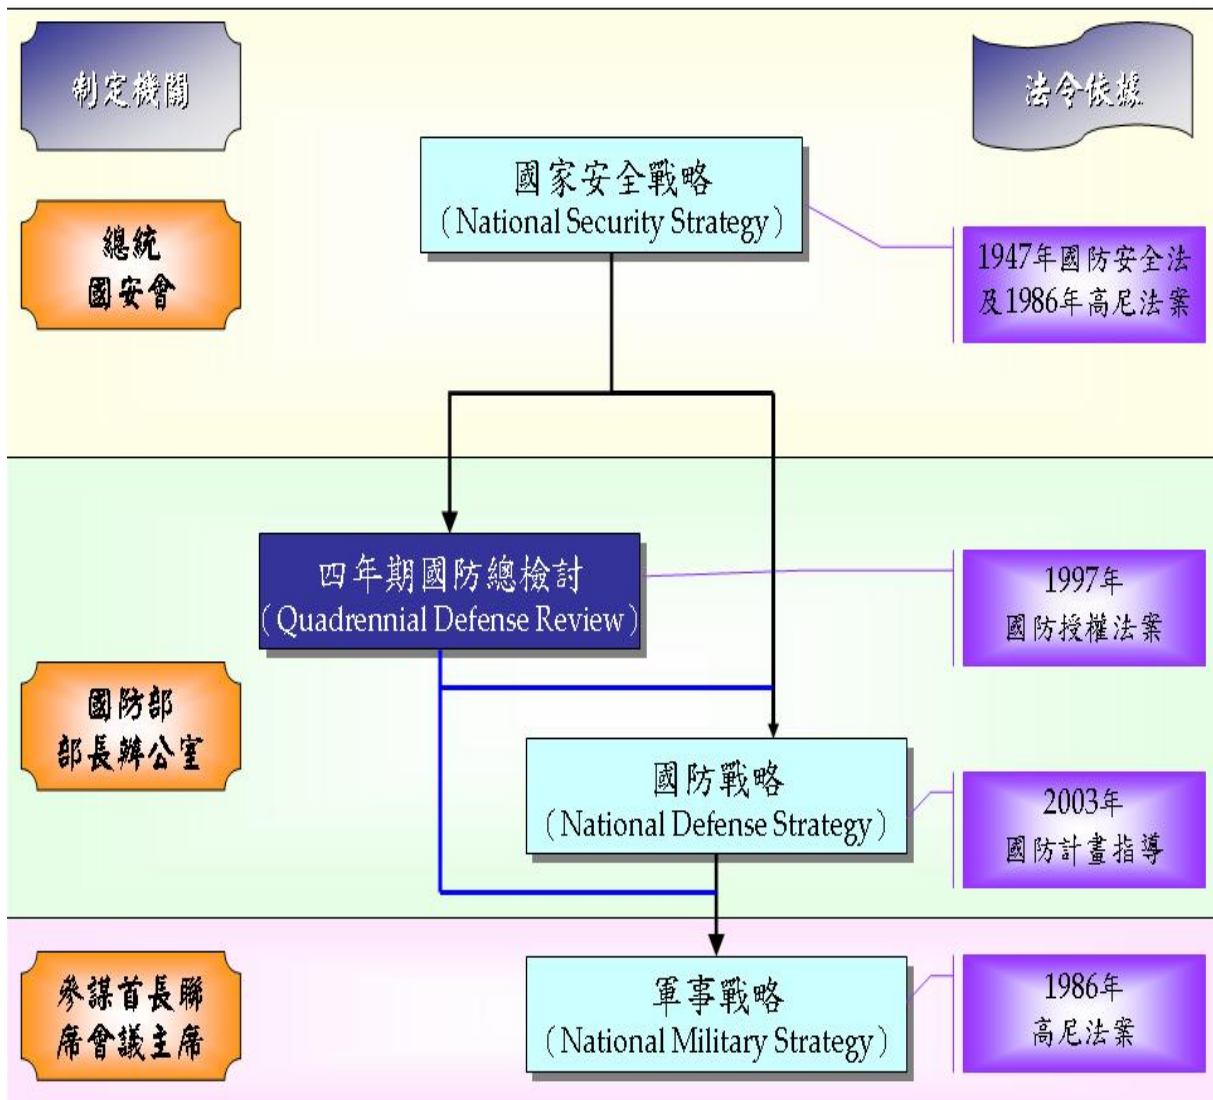 制定機關
法令依據
國家安全戰略
（National Security Strategy）
總統
國安會
1947年國防安全法
及1986年高尼法案
四年期國防總檢討
（Quadrennial Defense Review）
1997年
國防授權法案
國防部
部長辦公室
國防戰略
（National Defense Strategy）
2003年
國防計畫指導
參謀首長聯
席會議主席
軍事戰略
（National Military Strategy）
1986年
高尼法案